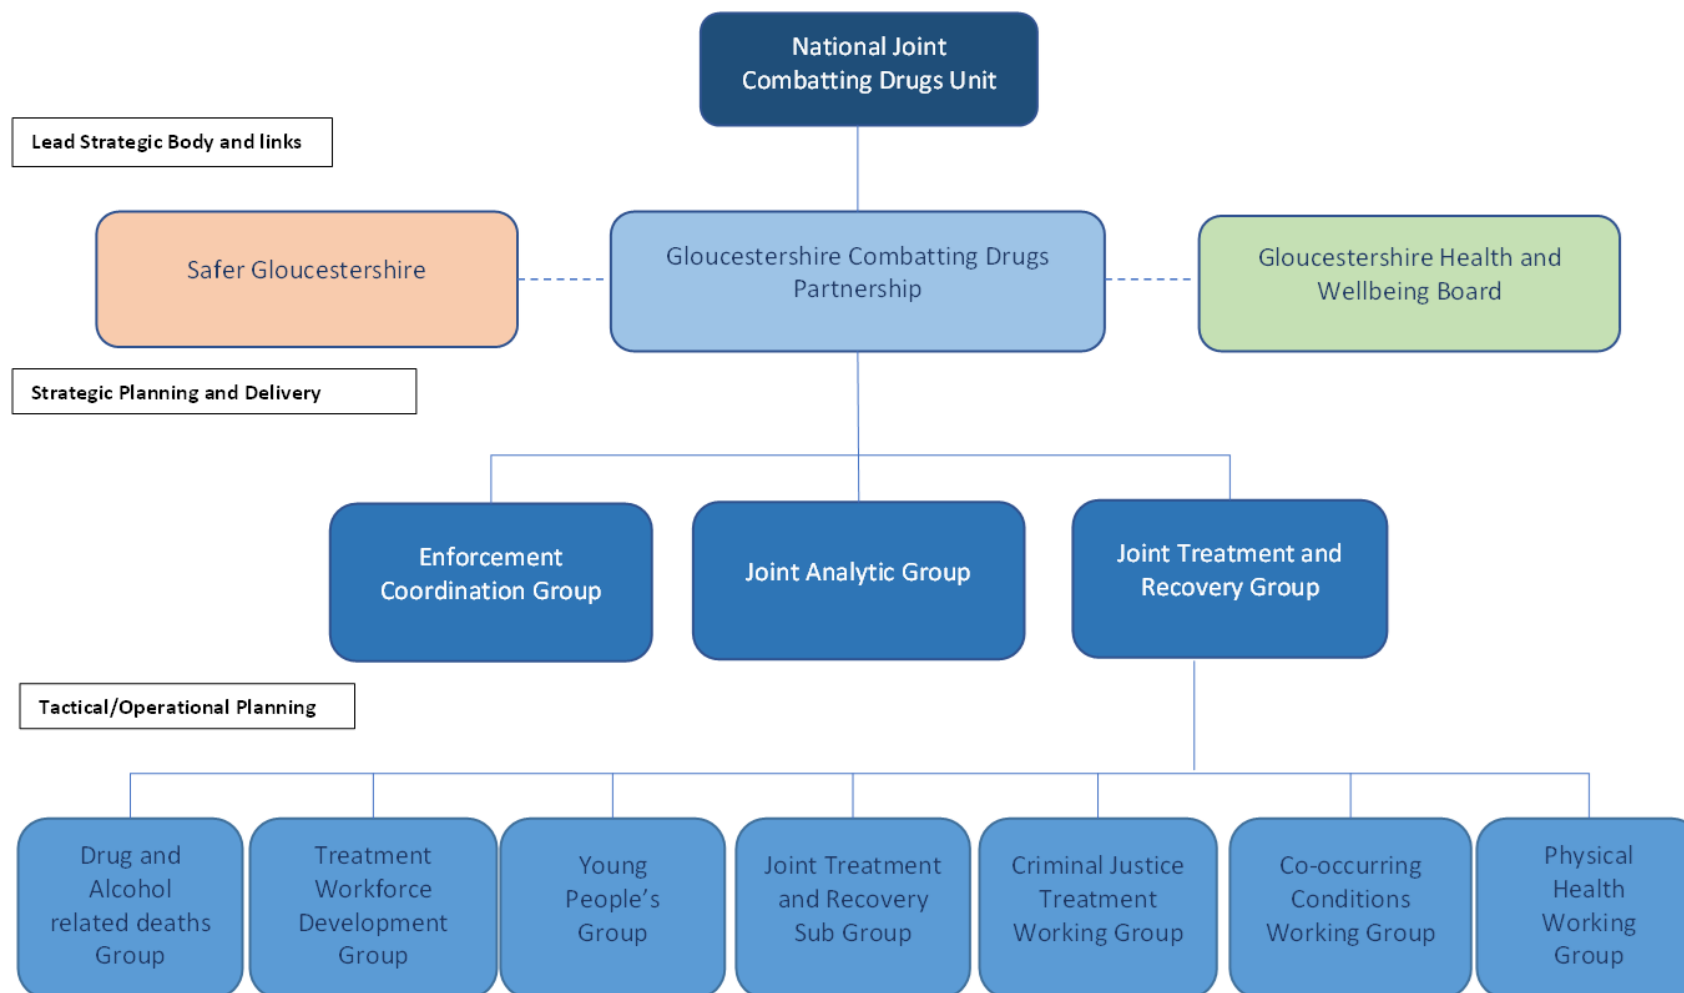 National Joint
Combatting Drugs Unit
Lead Strategic Body and links
Safer Gloucestershire
Gloucestershire Combatting Drugs
Partnership
Gloucestershire Health and
Wellbeing Board
Strategic Planning and Delivery
Enforcement
Coordination Group
Joint Analytic Group
Joint Treatment and
Recovery Group
Tactical/Operational Planning
Drug and
Alcohol
related deaths
Group
Treatment
Workforce
Development
Group
Young
People’s
Group
Joint Treatment
and Recovery
Sub Group
Criminal Justice
Treatment
Working Group
Co-occurring
Conditions
Working Group
Physical
Health
Working
Group